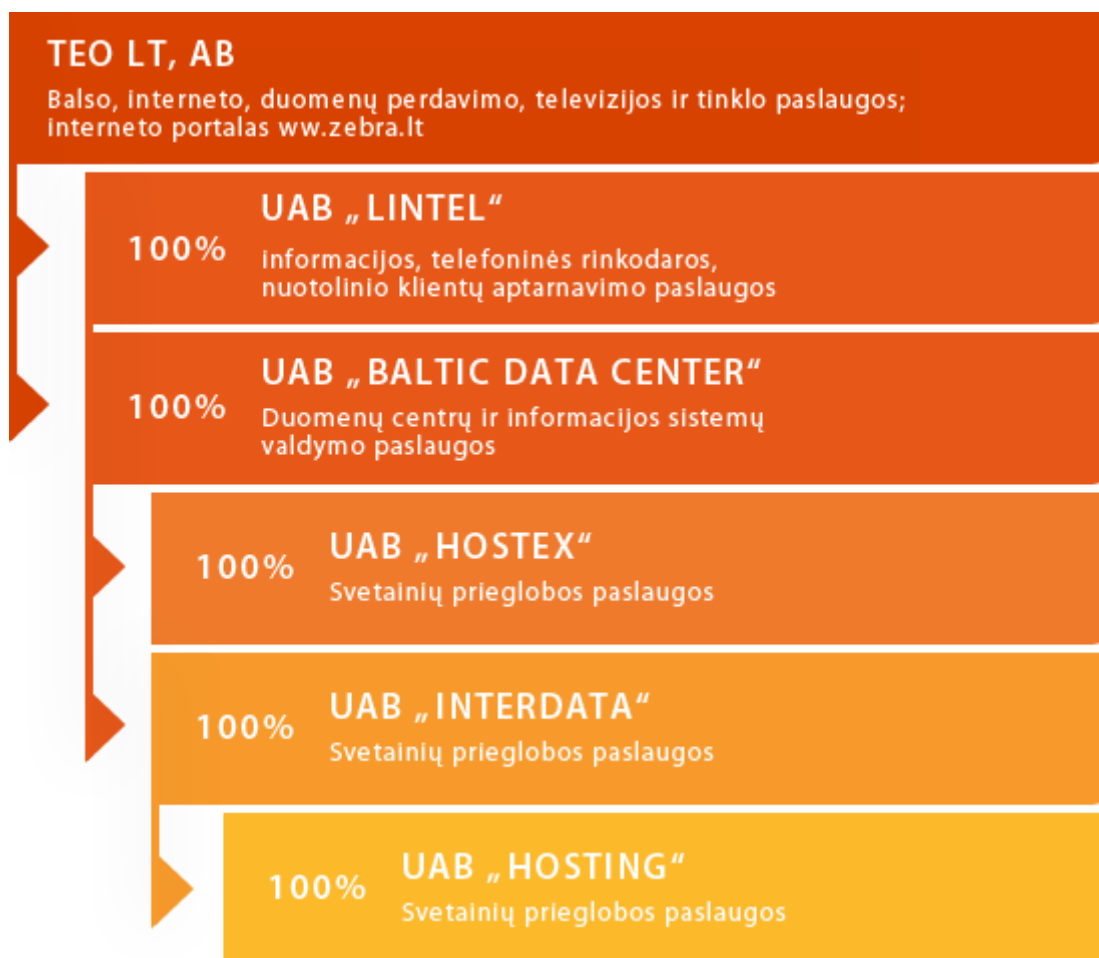 TEO LT, AB
Balso, interneto, duomenų perdavimo, televizijos ir tinklo paslaugos;
interneto portalas ww.zebra.lt
UAB „LINTEL“
100%
informacijos, telefoninės rinkodaros,
nuotolinio klientų aptarnavimo paslaugos
UAB „BALTIC DATA CENTER“
100%
Duomenų centrų ir informacijos sistemų
valdymo paslaugos
UAB „HOSTEX“
100%
Svetainių prieglobos paslaugos
UAB „INTERDATA“
100%
Svetainių prieglobos paslaugos
UAB „HOSTING“
100%
Svetainių prieglobos paslaugos